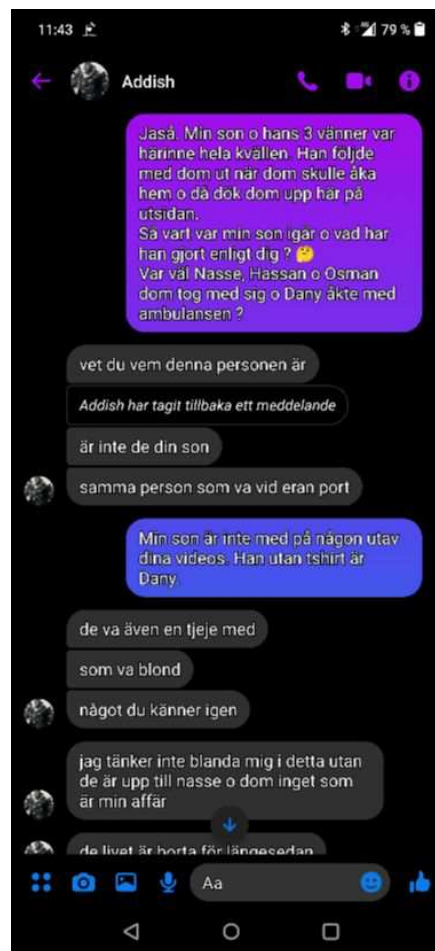 11:43
79 %
Addish
Jaså. Min son o hans 3 vänner var
härinne hela kvällen. Han följde
med dom ut när dom skulle åka
hem o då dök dom upp här på
utsidan.
Så vart var min son igår o vad har
han gjort enligt dig ? 🤔
Var väl Nasse, Hassan o Osman
dom tog med sig o Dany åkte med
ambulansen ?
vet du vem denna personen är
Addish har tagit tillbaka ett meddelande
är inte de din son
samma person som va vid eran port
Min son är inte med på någon utav
dina videos. Han utan tshirt är
Dany.
de va även en tjeje med
som va blond
något du känner igen
jag tänker inte blanda mig i detta utan
de är upp till nasse o dom inget som
är min affär
de livet är borta för längesedan
Aa